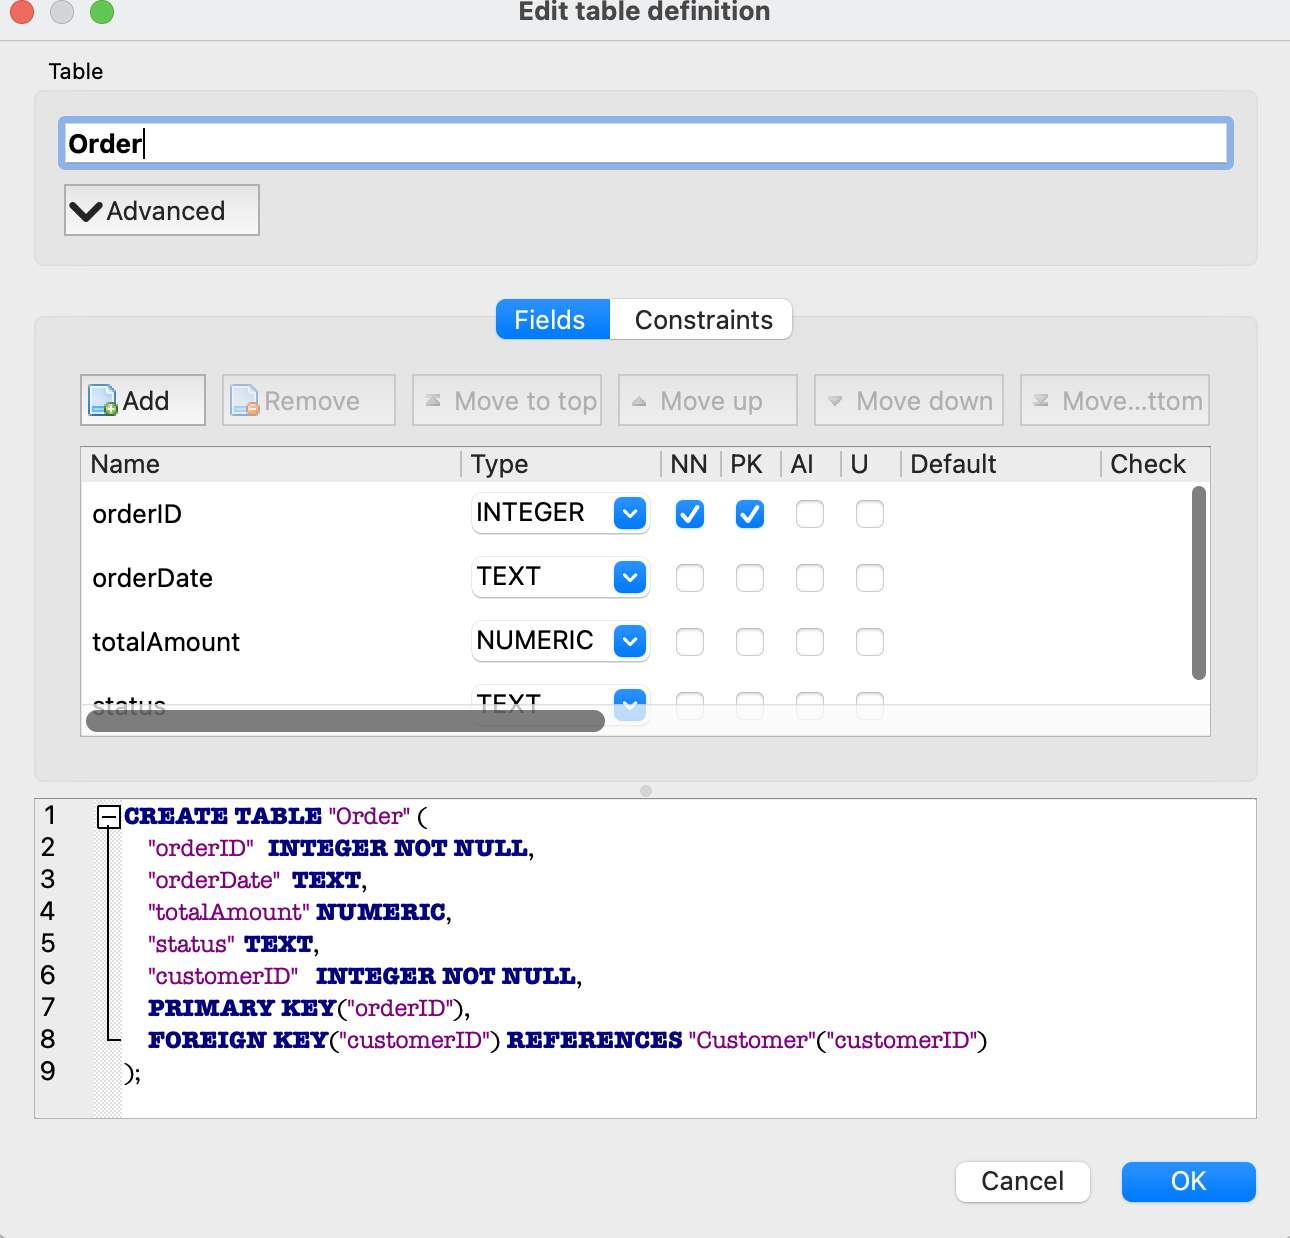 Edit table definition
Table
Order
Advanced
Fields Constraints
Add Remove Move to top Move up Move down Move...ttom
Name Type NN PK AI U Default Check
orderID INTEGER
orderDate TEXT
totalAmount NUMERIC
status TEXT
1 CREATE TABLE "Order" (
2 "orderID" INTEGER NOT NULL,
3 "orderDate" TEXT,
4 "totalAmount" NUMERIC,
5 "status" TEXT,
6 "customerID" INTEGER NOT NULL,
7 PRIMARY KEY("orderID"),
8 FOREIGN KEY("customerID") REFERENCES "Customer"("customerID")
9 );
Cancel OK